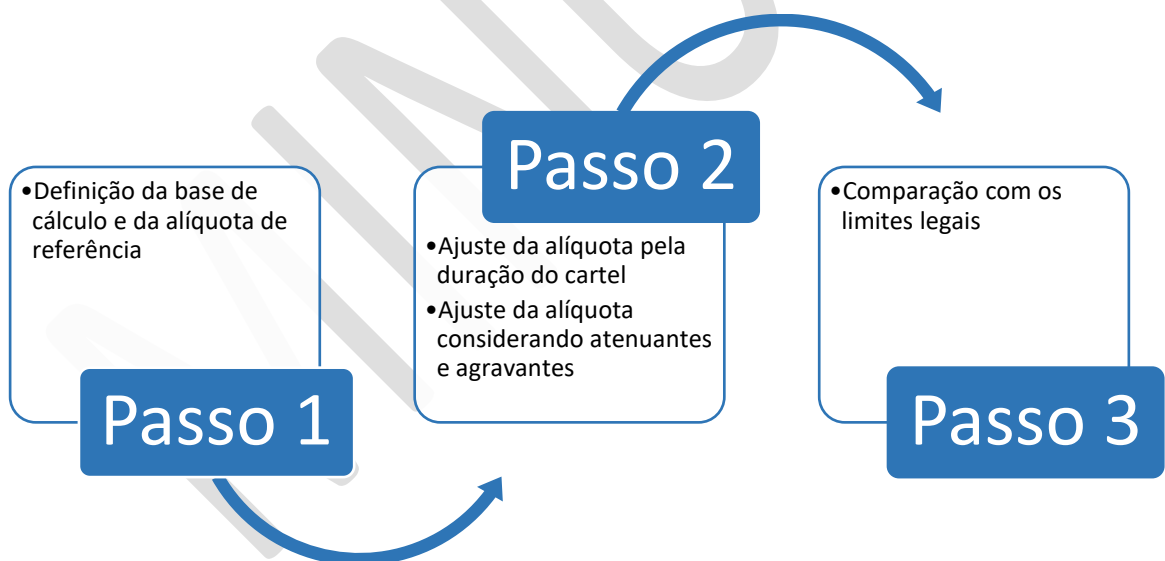 •Definição da base de
cálculo e da alíquota de
referência
Passo 1
Passo 2
•Ajuste da alíquota pela
duração do cartel
•Ajuste da alíquota
considerando atenuantes
e agravantes
•Comparação com os
limites legais
Passo 3